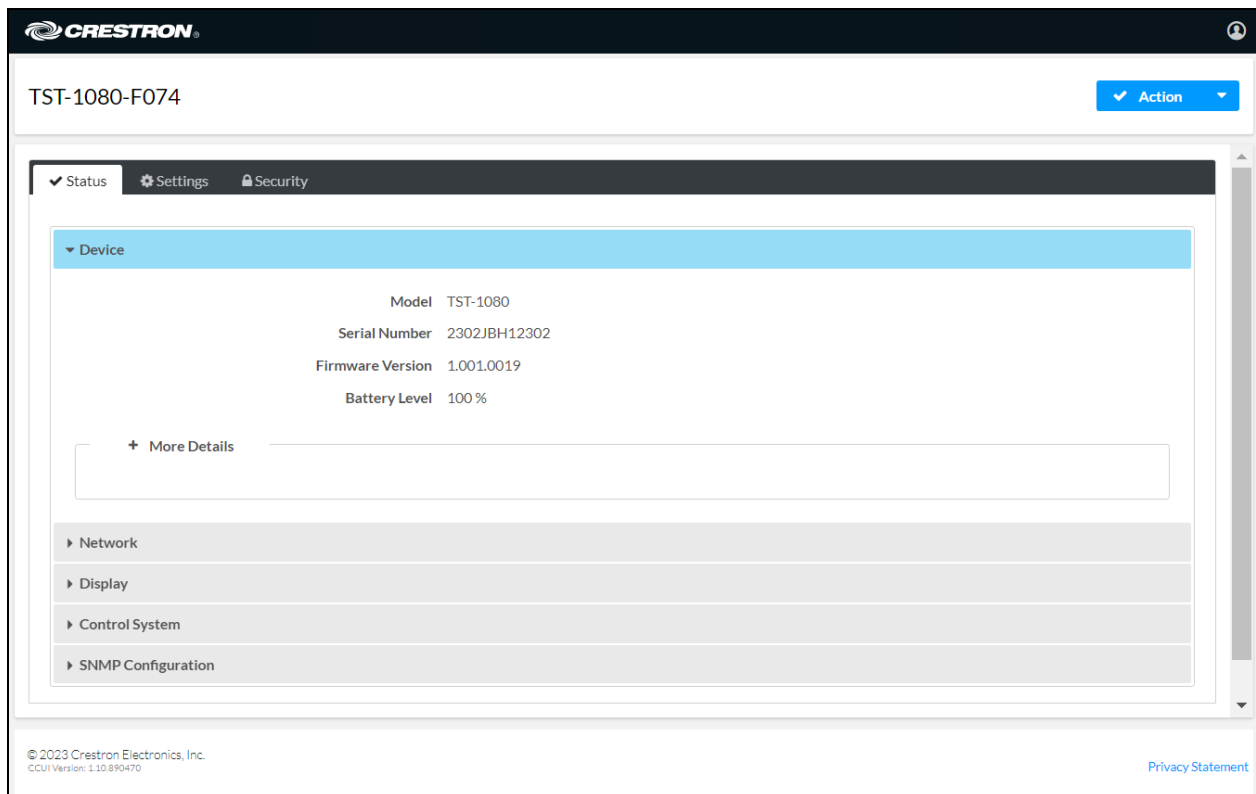 CRESTRON®
TST-1080-F074
Action
Status Settings Security
Device
Model TST-1080
Serial Number 2302JBH12302
Firmware Version 1.001.0019
Battery Level 100 %
+ More Details
Network
Display
Control System
SNMP Configuration
© 2023 Crestron Electronics, Inc.
CCUI Version: 1.10.890470
Privacy Statement